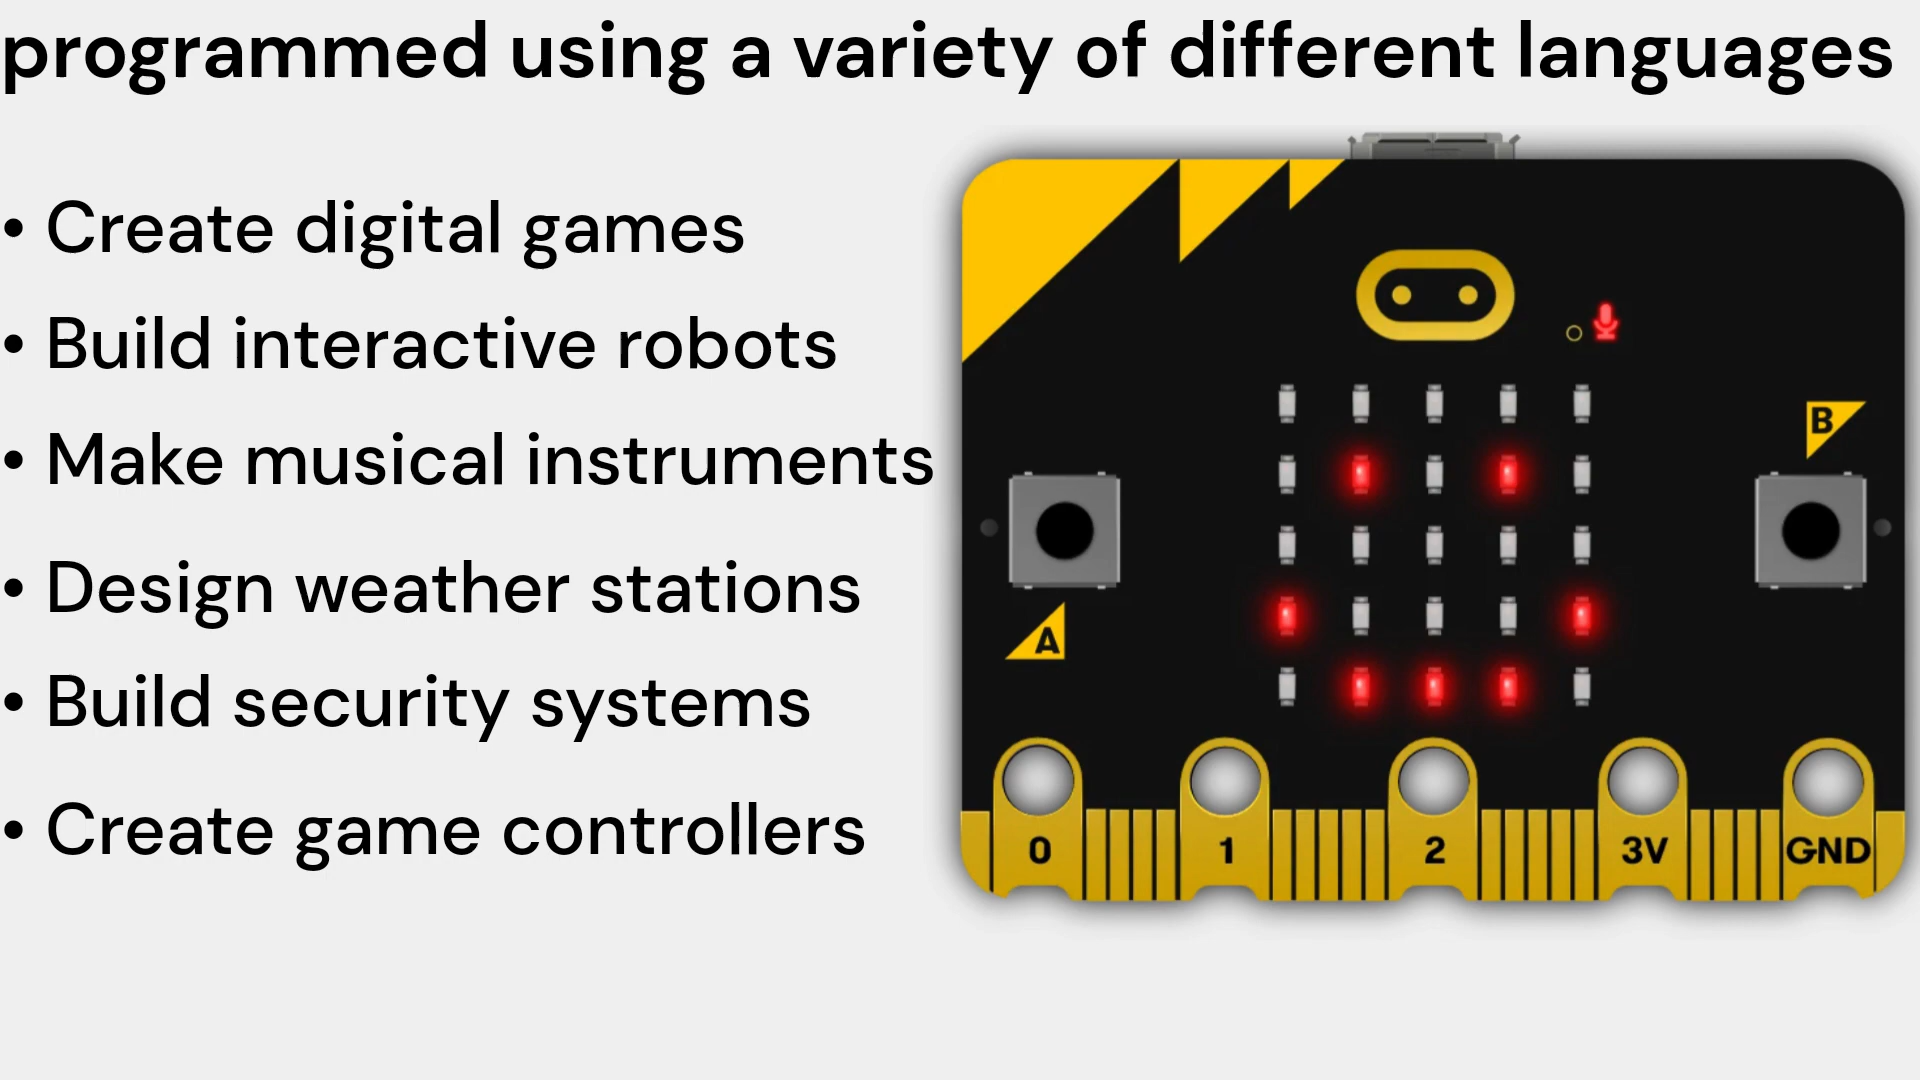 programmed using a variety of different languages
• Create digital games
• Build interactive robots
• Make musical instruments
• Design weather stations
• Build security systems
• Create game controllers
B
A
0 1 2 3V GND